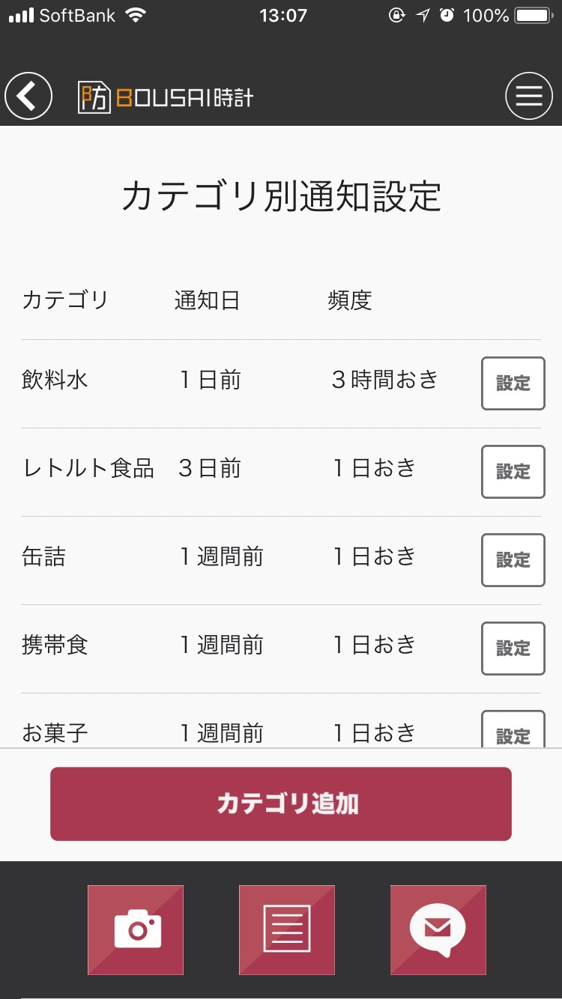 SoftBank 13:07 100%
防 BOUSAI時計
カテゴリ別通知設定
カテゴリ 通知日 頻度
飲料水 1日前 3時間おき 設定
レトルト食品 3日前 1日おき 設定
缶詰 1週間前 1日おき 設定
携帯食 1週間前 1日おき 設定
お菓子 1週間前 1日おき 設定
カテゴリ追加